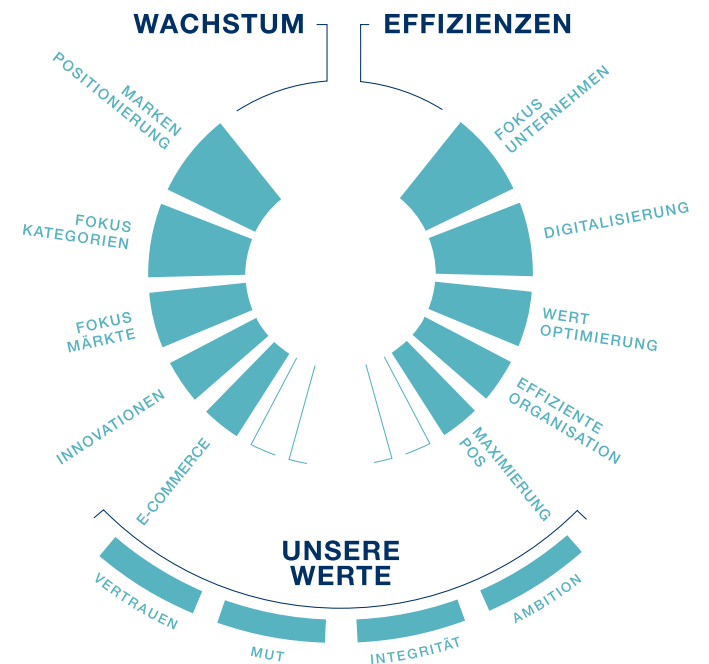 WACHSTUM
EFFIZIENZEN
MARKEN
POSITIONIERUNG
FOKUS
KATEGORIEN
FOKUS
MÄRKTE
INNOVATIONEN
E-COMMERCE
FOKUS
UNTERNEHMEN
DIGITALISIERUNG
WERT
OPTIMIERUNG
EFFIZIENTE
ORGANISATION
MAXIMIERUNG
POS
UNSERE
WERTE
VERTRAUEN
MUT
INTEGRITÄT
AMBITION